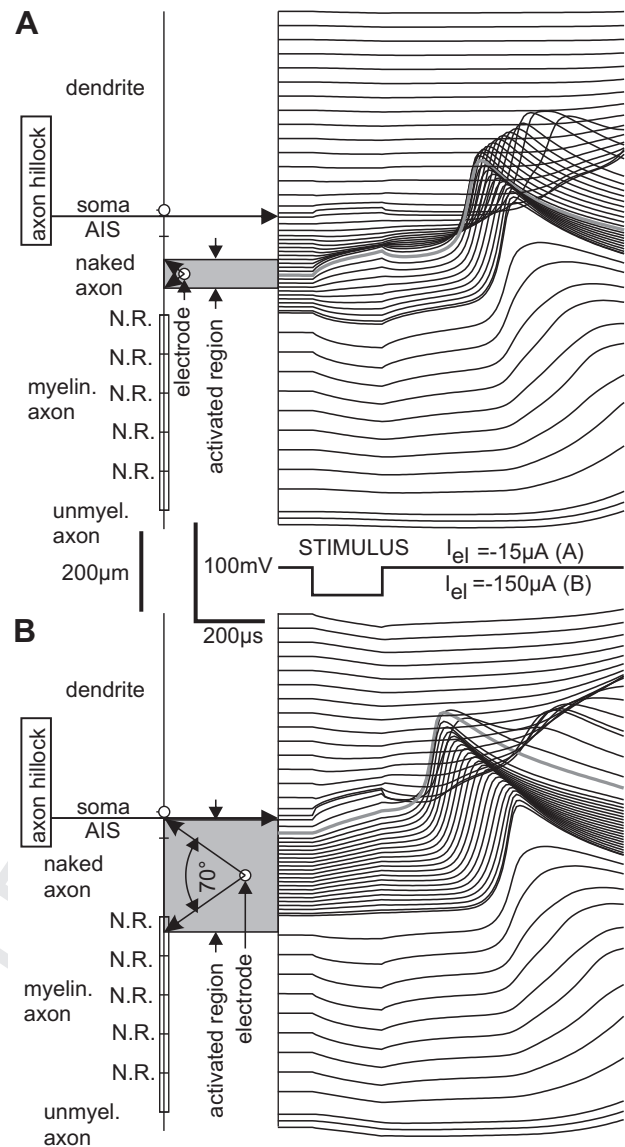 A
dendrite
axon hillock
soma
AIS
naked
axon
electrode
activated region
N.R.
N.R.
myelin.
axon
N.R.
N.R.
N.R.
unmyel.
axon
200µm
100mV
200µs
STIMULUS
I_el =-15µA (A)
I_el =-150µA (B)
B
dendrite
axon hillock
soma
AIS
naked
axon
70°
electrode
activated region
N.R.
N.R.
myelin.
axon
N.R.
N.R.
N.R.
unmyel.
axon